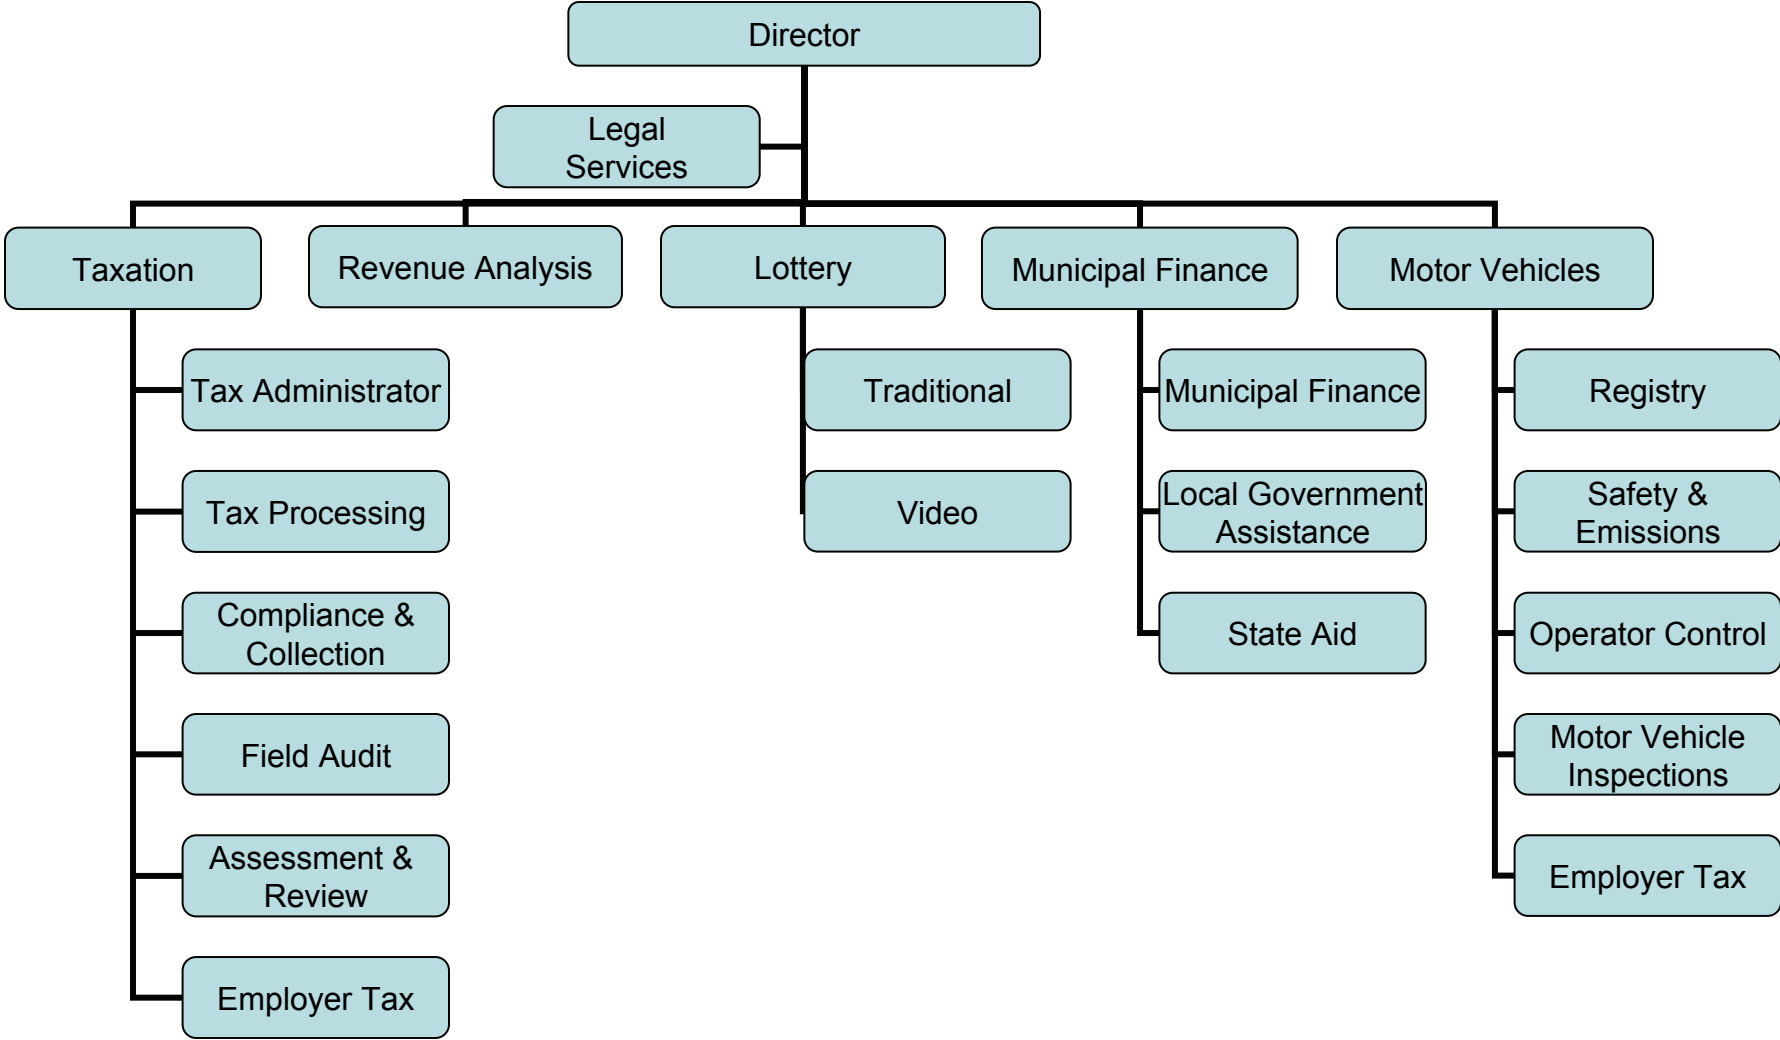 Director
Legal
Services
Taxation
Revenue Analysis
Lottery
Municipal Finance
Motor Vehicles
Tax Administrator
Tax Processing
Compliance &
Collection
Field Audit
Assessment &
Review
Employer Tax
Traditional
Video
Municipal Finance
Local Government
Assistance
State Aid
Registry
Safety &
Emissions
Operator Control
Motor Vehicle
Inspections
Employer Tax